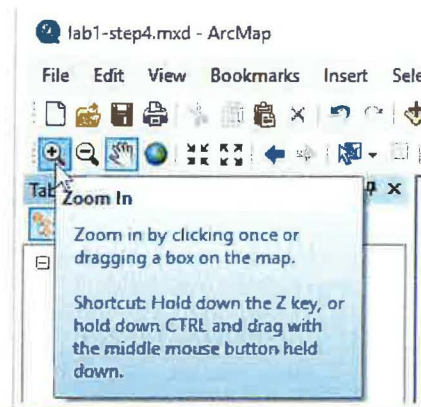 lab1-step4.mxd - ArcMap
File Edit View Bookmarks Insert Sele
Tab
Zoom In
Zoom in by clicking once or
dragging a box on the map.
Shortcut: Hold down the Z key, or
hold down CTRL and drag with
the middle mouse button held
down.